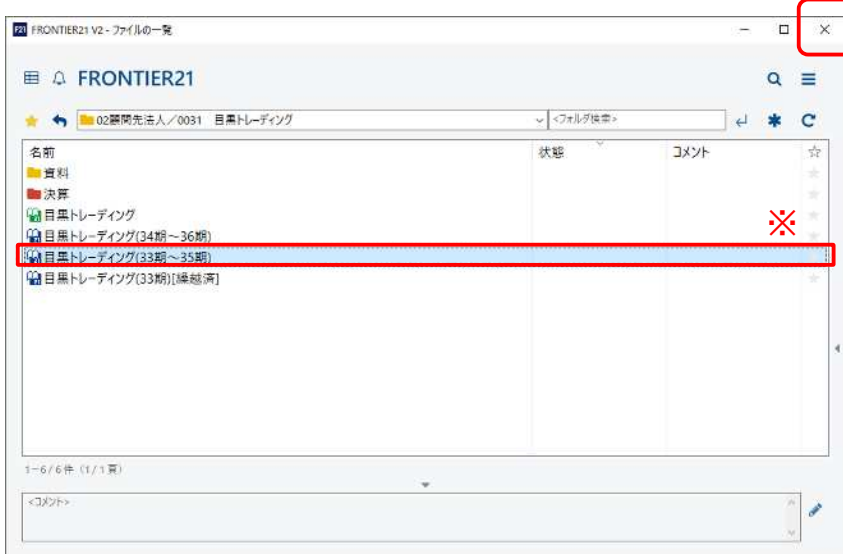 F21 FRONTIER21 V2 - ファイルの一覧
FRONTIER21
02顧問先法人／0031 目黒トレーディング
<フォルダ検索>
名前 状態 コメント
資料
決算
目黒トレーディング
※
目黒トレーディング(34期～36期)
目黒トレーディング(33期～35期)
目黒トレーディング(33期)[繰越済]
1-6/6件 (1/1頁)
<コメント>